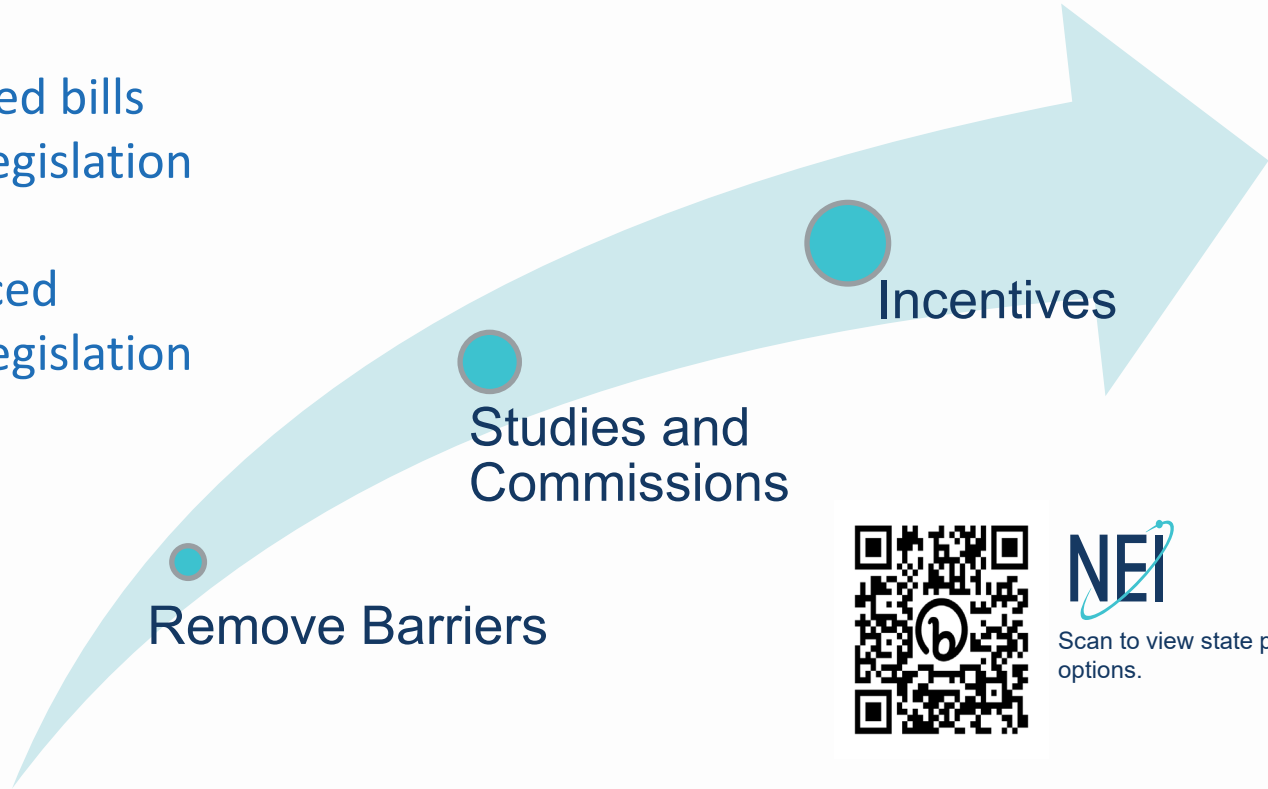 ed bills
egislation
ced
egislation
Incentives
Studies and
Commissions
Remove Barriers
NEI
Scan to view state p
options.